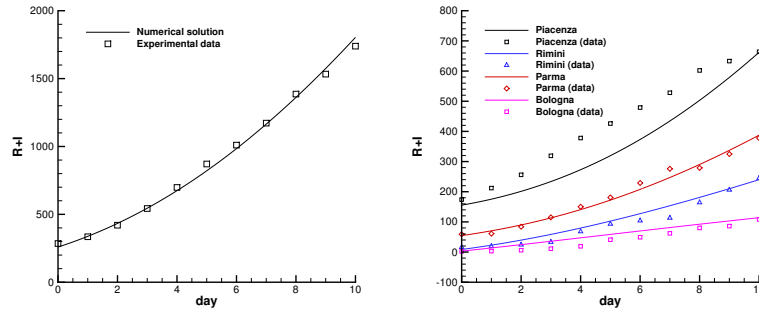 R+I
2000
1500
1000
500
0
0
2
4
6
8
10
day
Numerical solution
Experimental data
R+I
800
700
600
500
400
300
200
100
0
0
2
4
6
8
10
day
Piacenza
Piacenza (data)
Rimini
Rimini (data)
Parma
Parma (data)
Bologna
Bologna (data)